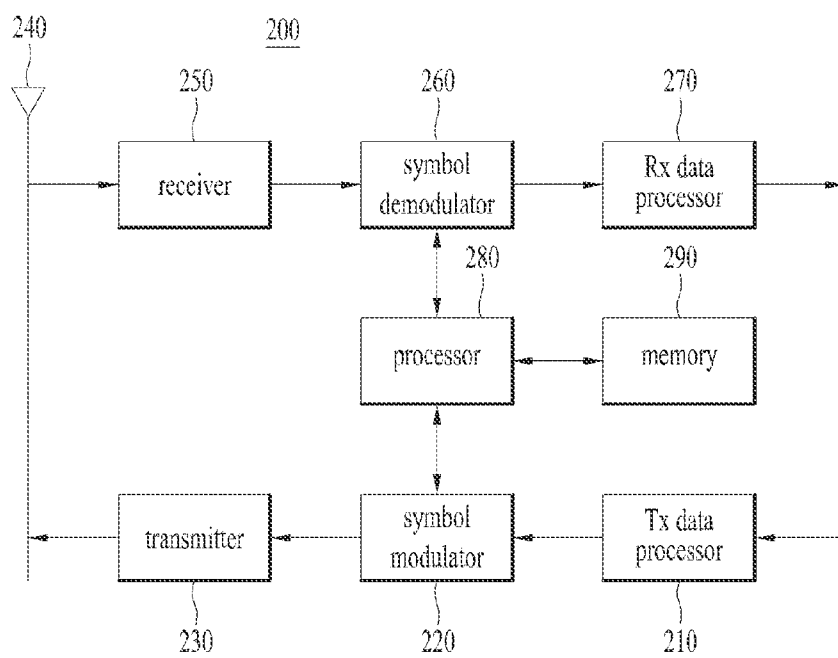 240
200
250
260
270
receiver
symbol
demodulator
Rx data
processor
280
290
processor
memory
transmitter
symbol
modulator
Tx data
processor
230
220
210